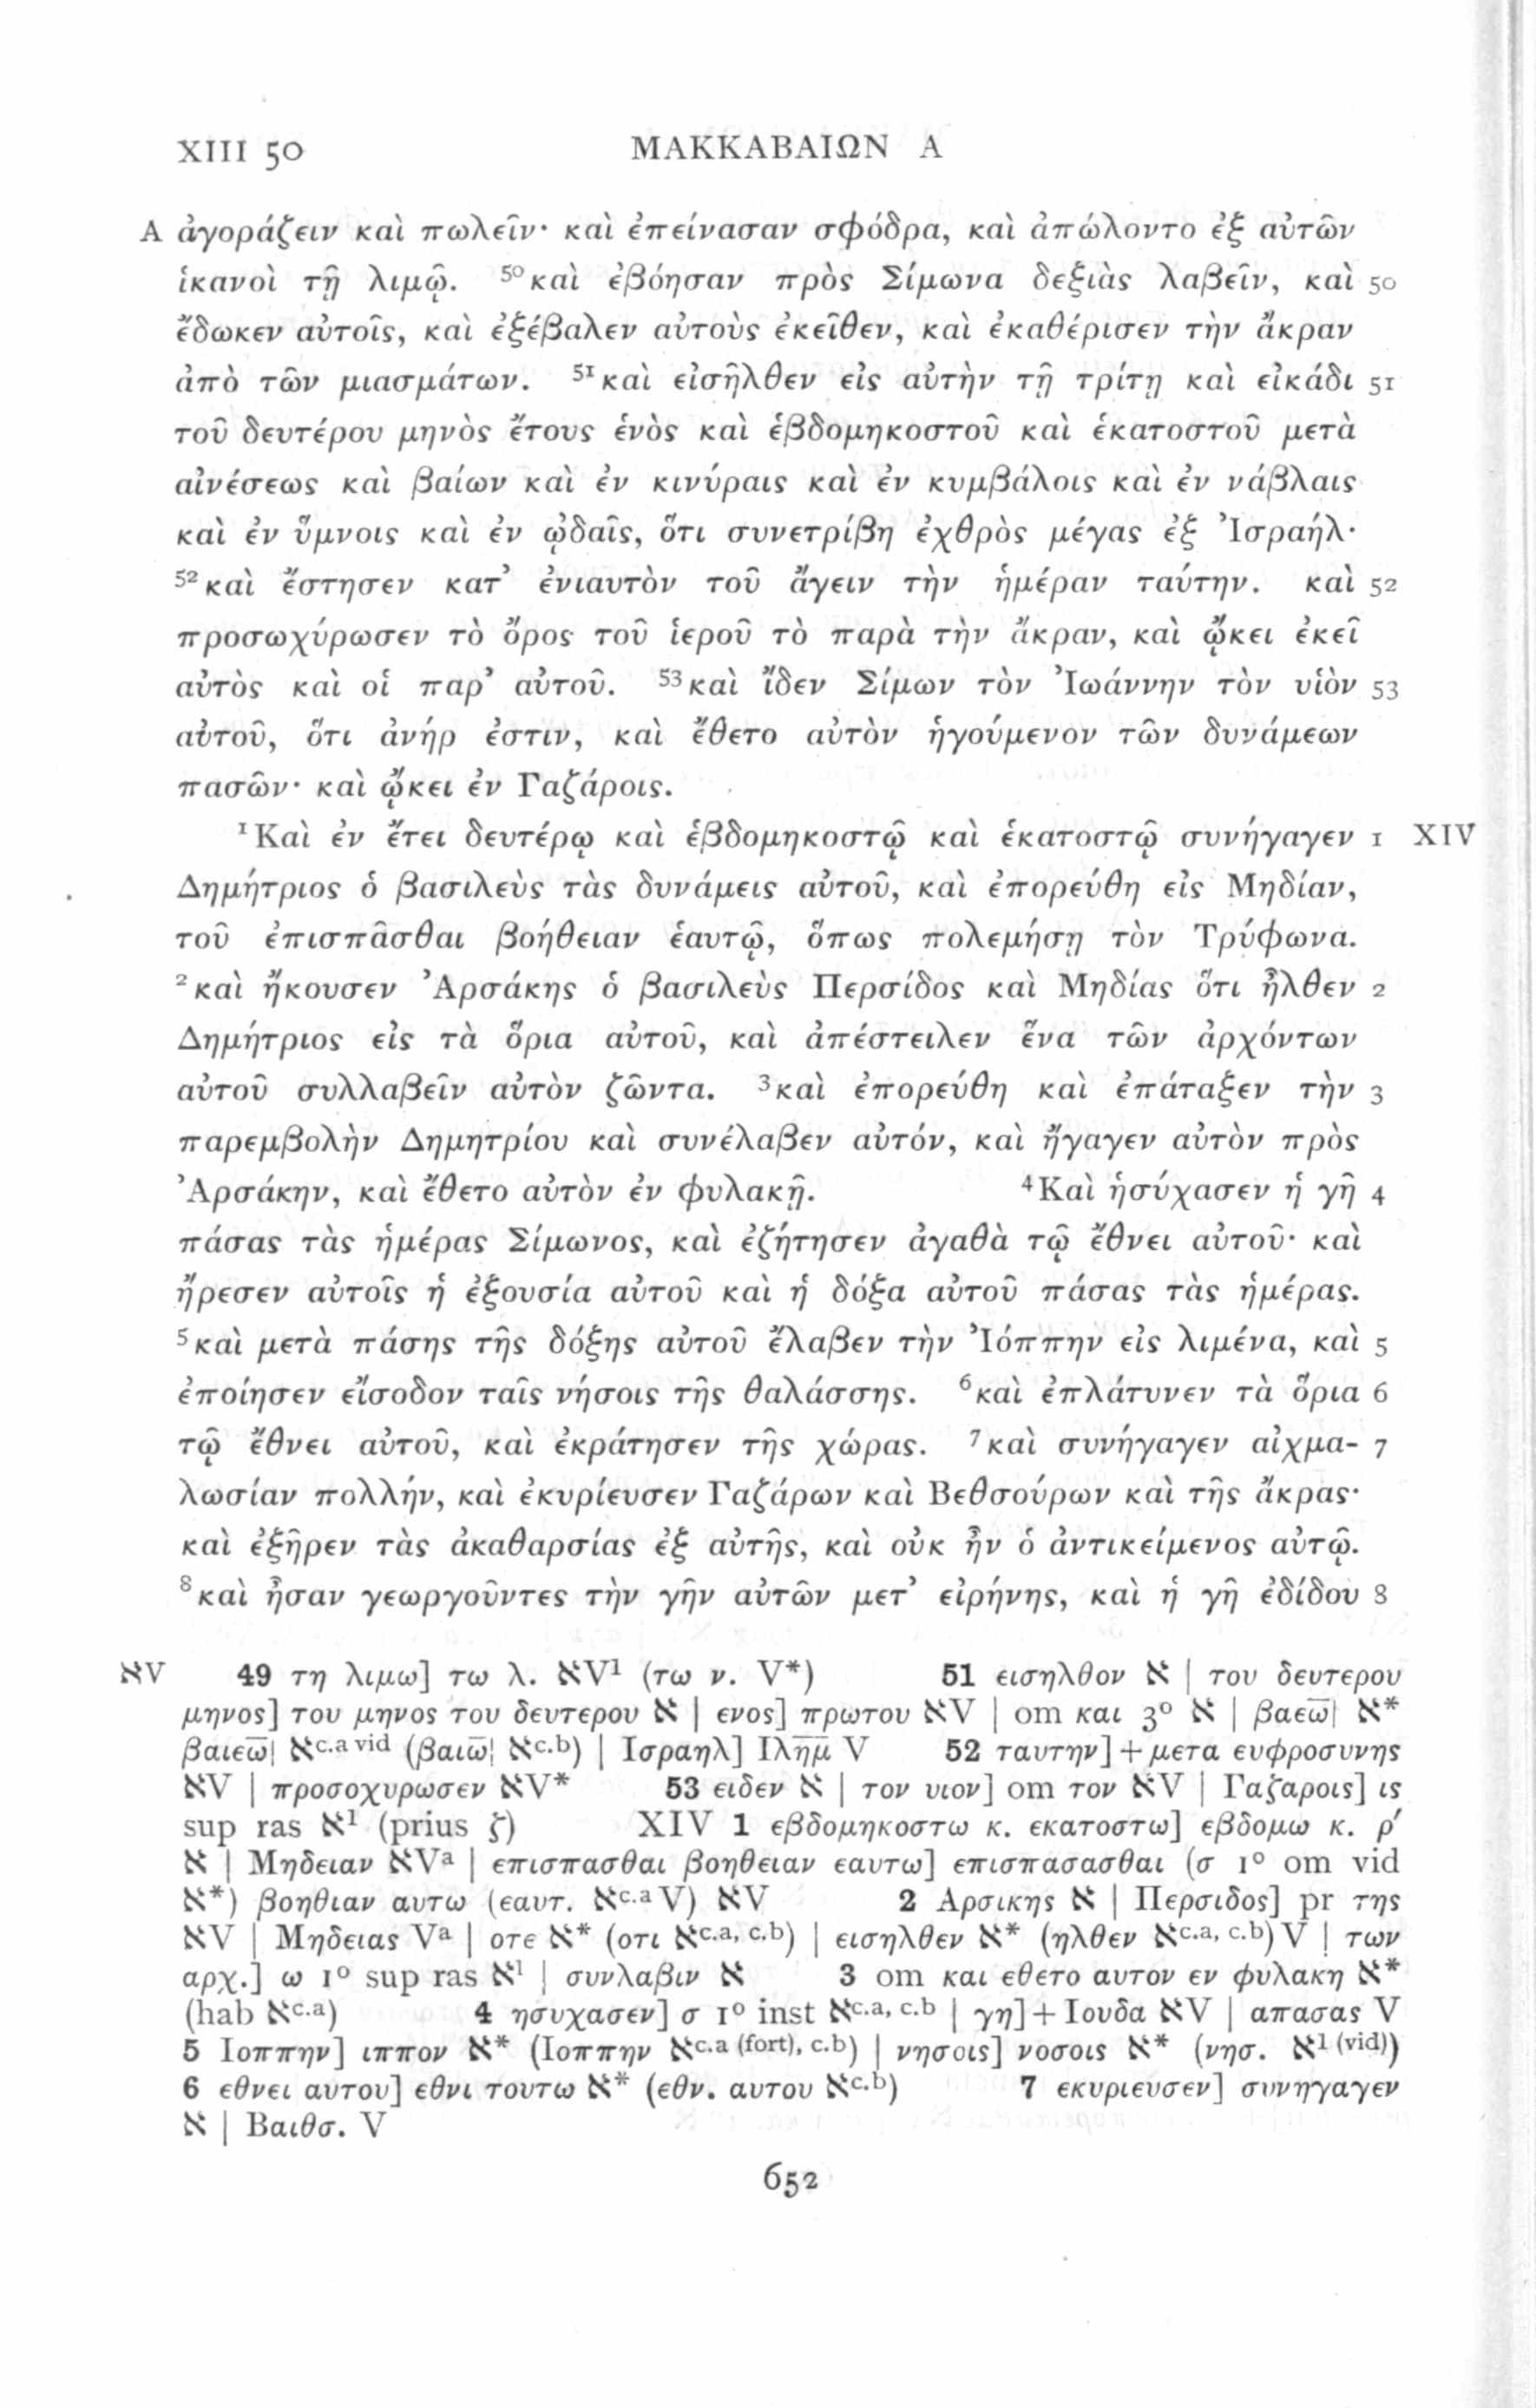 XIII 50 ΜΑΚΚΑΒΑΙΩΝ Α
A ἀγοράζειν καὶ πωλεῖν· καὶ ἐπείνασαν σφόδρα, καὶ ἀπώλοντο ἐξ αὐτῶν
ἱκανοὶ τῇ λιμῷ. ⁵⁰καὶ ἐβόησαν πρὸς Σίμωνα δεξιὰς λαβεῖν, καὶ 50
ἔδωκεν αὐτοῖς, καὶ ἐξέβαλεν αὐτοὺς ἐκεῖθεν, καὶ ἐκαθέρισεν τὴν ἄκραν
ἀπὸ τῶν μιασμάτων. ⁵¹καὶ εἰσῆλθεν εἰς αὐτὴν τῇ τρίτῃ καὶ εἰκάδι 51
τοῦ δευτέρου μηνὸς ἔτους ἑνὸς καὶ ἑβδομηκοστοῦ καὶ ἑκατοστοῦ μετὰ
αἰνέσεως καὶ βαίων καὶ ἐν κινύραις καὶ ἐν κυμβάλοις καὶ ἐν νάβλαις
καὶ ἐν ὕμνοις καὶ ἐν ᾠδαῖς, ὅτι συνετρίβη ἐχθρὸς μέγας ἐξ Ἰσραήλ·
⁵²καὶ ἔστησεν κατ’ ἐνιαυτὸν τοῦ ἄγειν τὴν ἡμέραν ταύτην. καὶ 52
προσωχύρωσεν τὸ ὄρος τοῦ ἱεροῦ τὸ παρὰ τὴν ἄκραν, καὶ ᾤκει ἐκεῖ
αὐτὸς καὶ οἱ παρ’ αὐτοῦ. ⁵³καὶ ἴδεν Σίμων τὸν Ἰωάννην τὸν υἱὸν 53
αὐτοῦ, ὅτι ἀνήρ ἐστιν, καὶ ἔθετο αὐτὸν ἡγούμενον τῶν δυνάμεων
πασῶν· καὶ ᾤκει ἐν Γαζάροις.
¹Καὶ ἐν ἔτει δευτέρῳ καὶ ἑβδομηκοστῷ καὶ ἑκατοστῷ συνήγαγεν 1 XIV
Δημήτριος ὁ βασιλεὺς τὰς δυνάμεις αὐτοῦ, καὶ ἐπορεύθη εἰς Μηδίαν,
τοῦ ἐπισπᾶσθαι βοήθειαν ἑαυτῷ, ὅπως πολεμήσῃ τὸν Τρύφωνα.
²καὶ ἤκουσεν Ἀρσάκης ὁ βασιλεὺς Περσίδος καὶ Μηδίας ὅτι ἦλθεν 2
Δημήτριος εἰς τὰ ὅρια αὐτοῦ, καὶ ἀπέστειλεν ἕνα τῶν ἀρχόντων
αὐτοῦ συλλαβεῖν αὐτὸν ζῶντα. ³καὶ ἐπορεύθη καὶ ἐπάταξεν τὴν 3
παρεμβολὴν Δημητρίου καὶ συνέλαβεν αὐτόν, καὶ ἤγαγεν αὐτὸν πρὸς
Ἀρσάκην, καὶ ἔθετο αὐτὸν ἐν φυλακῇ. ⁴Καὶ ἡσύχασεν ἡ γῆ 4
πάσας τὰς ἡμέρας Σίμωνος, καὶ ἐζήτησεν ἀγαθὰ τῷ ἔθνει αὐτοῦ· καὶ
ἤρεσεν αὐτοῖς ἡ ἐξουσία αὐτοῦ καὶ ἡ δόξα αὐτοῦ πάσας τὰς ἡμέρας.
⁵καὶ μετὰ πάσης τῆς δόξης αὐτοῦ ἔλαβεν τὴν Ἰόππην εἰς λιμένα, καὶ 5
ἐποίησεν εἴσοδον ταῖς νήσοις τῆς θαλάσσης. ⁶καὶ ἐπλάτυνεν τὰ ὅρια 6
τῷ ἔθνει αὐτοῦ, καὶ ἐκράτησεν τῆς χώρας. ⁷καὶ συνήγαγεν αἰχμα- 7
λωσίαν πολλήν, καὶ ἐκυρίευσεν Γαζάρων καὶ Βεθσούρων καὶ τῆς ἄκρας·
καὶ ἐξῆρεν τὰς ἀκαθαρσίας ἐξ αὐτῆς, καὶ οὐκ ἦν ὁ ἀντικείμενος αὐτῷ.
⁸καὶ ἦσαν γεωργοῦντες τὴν γῆν αὐτῶν μετ’ εἰρήνης, καὶ ἡ γῆ ἐδίδου 8
אV 49 τη λιμω] τω λ. אV¹ (τω ν. V*) 51 εισηλθον א | του δευτερου
μηνος] του μηνος του δευτερου א | ενος] πρωτου אV | om και 3° א | βαεω̅| א*
βαιεω̅| אᶜ·ᵃ ᵛⁱᵈ (βαιω̅| אᶜ·ᵇ) | Ισραηλ] Ιλη̅μ̅ V 52 ταυτην] + μετα ευφροσυνης
אV | προσοχυρωσεν אV* 53 ειδεν א | τον υιον] om τον אV | Γαζαροις] ις
sup ras א¹ (prius ζ) XIV 1 εβδομηκοστω κ. εκατοστω] εβδομω κ. ρ′
א | Μηδειαν אVᵃ | επισπασθαι βοηθειαν εαυτω] επισπασασθαι (σ 1° om vid
א*) βοηθιαν αυτω (εαυτ. אᶜ·ᵃ V) אV 2 Αρσικης א | Περσιδος] pr της
אV | Μηδειας Vᵃ | οτε א* (οτι אᶜ·ᵃ, ᶜ·ᵇ) | εισηλθεν א* (ηλθεν אᶜ·ᵃ, ᶜ·ᵇ) V | των
αρχ.] ω 1° sup ras א¹ | συνλαβιν א 3 om και εθετο αυτον εν φυλακη א*
(hab אᶜ·ᵃ) 4 ησυχασεν] σ 1° inst אᶜ·ᵃ, ᶜ·ᵇ | γη] + Ιουδα אV | απασας V
5 Ιοππην] ιππον א* (Ιοππην אᶜ·ᵃ ⁽ᶠᵒʳᵗ⁾, ᶜ·ᵇ) | νησοις] νοσοις א* (νησ. א¹ ⁽ᵛⁱᵈ⁾)
6 εθνει αυτου] εθνι τουτω א* (εθν. αυτου אᶜ·ᵇ) 7 εκυριευσεν] συνηγαγεν
א | Βαιθσ. V
652